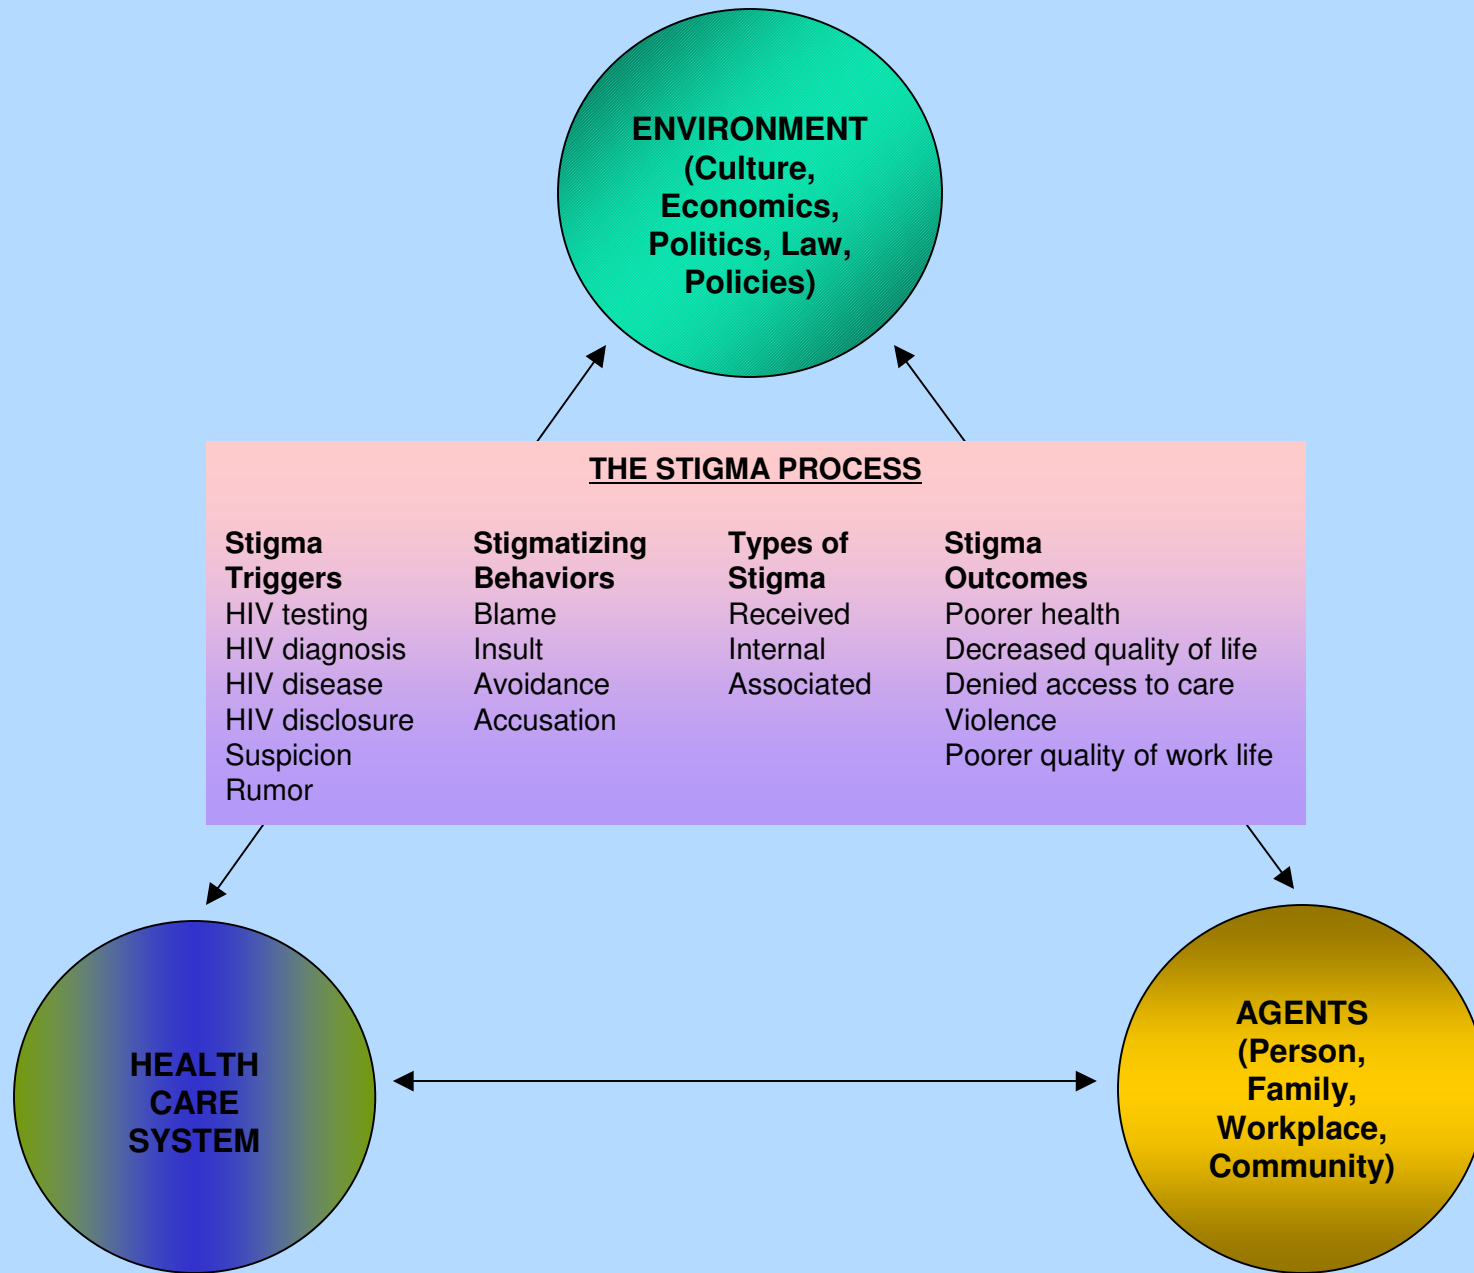 ENVIRONMENT
(Culture,
Economics,
Politics, Law,
Policies)
THE STIGMA PROCESS
Stigma
Triggers
HIV testing
HIV diagnosis
HIV disease
HIV disclosure
Suspicion
Rumor
Stigmatizing
Behaviors
Blame
Insult
Avoidance
Accusation
Types of
Stigma
Received
Internal
Associated
Stigma
Outcomes
Poorer health
Decreased quality of life
Denied access to care
Violence
Poorer quality of work life
HEALTH
CARE
SYSTEM
AGENTS
(Person,
Family,
Workplace,
Community)